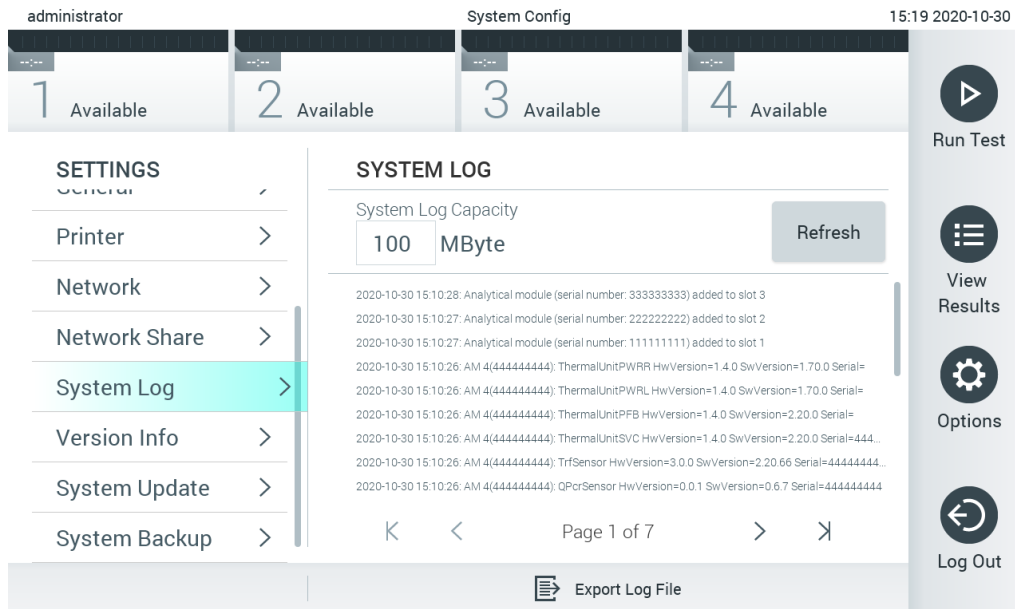 administrator
System Config
15:19 2020-10-30
--:--
1 Available
--:--
2 Available
--:--
3 Available
--:--
4 Available
SETTINGS
General
Printer
Network
Network Share
System Log
Version Info
System Update
System Backup
SYSTEM LOG
System Log Capacity
100 MByte
Refresh
2020-10-30 15:10:28: Analytical module (serial number: 333333333) added to slot 3
2020-10-30 15:10:27: Analytical module (serial number: 222222222) added to slot 2
2020-10-30 15:10:27: Analytical module (serial number: 111111111) added to slot 1
2020-10-30 15:10:26: AM 4(444444444): ThermalUnitPWRR HwVersion=1.4.0 SwVersion=1.70.0 Serial=
2020-10-30 15:10:26: AM 4(444444444): ThermalUnitPWRL HwVersion=1.4.0 SwVersion=1.70.0 Serial=
2020-10-30 15:10:26: AM 4(444444444): ThermalUnitPFB HwVersion=1.4.0 SwVersion=2.20.0 Serial=
2020-10-30 15:10:26: AM 4(444444444): ThermalUnitSVC HwVersion=1.4.0 SwVersion=2.20.0 Serial=444...
2020-10-30 15:10:26: AM 4(444444444): TrfSensor HwVersion=3.0.0 SwVersion=2.20.66 Serial=44444444...
2020-10-30 15:10:26: AM 4(444444444): QPcrSensor HwVersion=0.0.1 SwVersion=0.6.7 Serial=444444444
Page 1 of 7
Export Log File
Run Test
View
Results
Options
Log Out